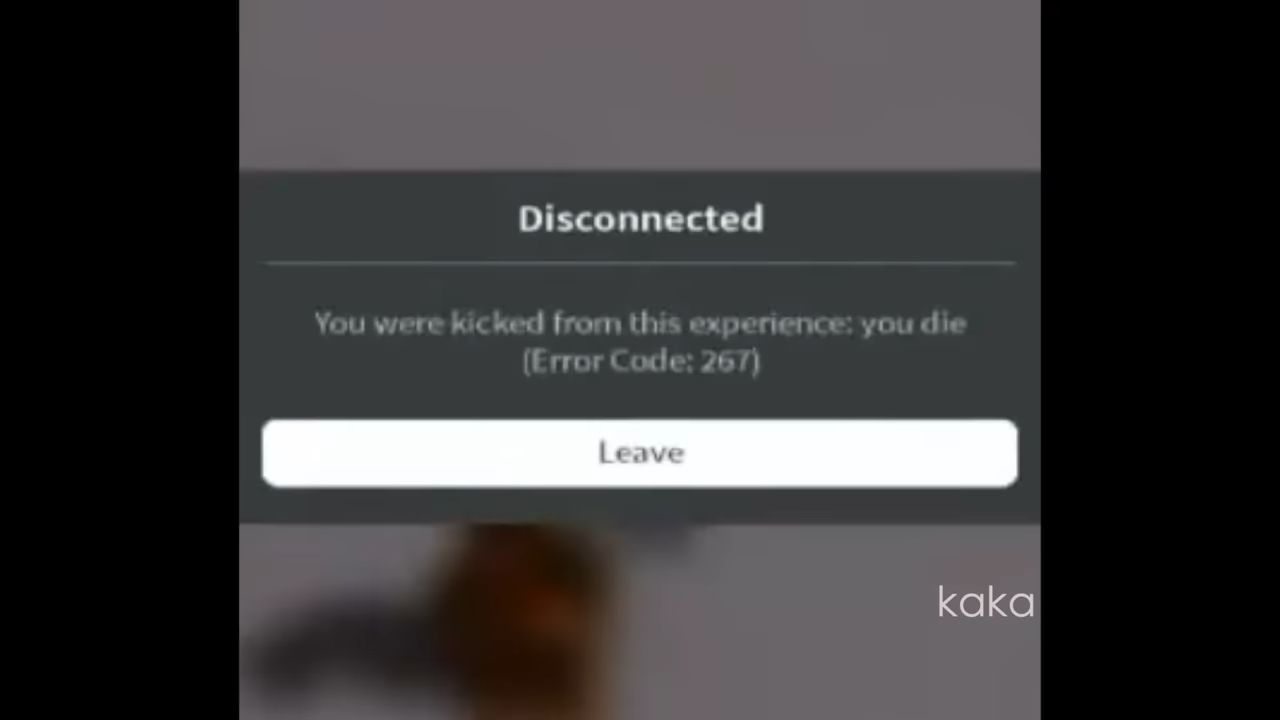 Disconnected
You were kicked from this experience: you die
(Error Code: 267)
Leave
kaka